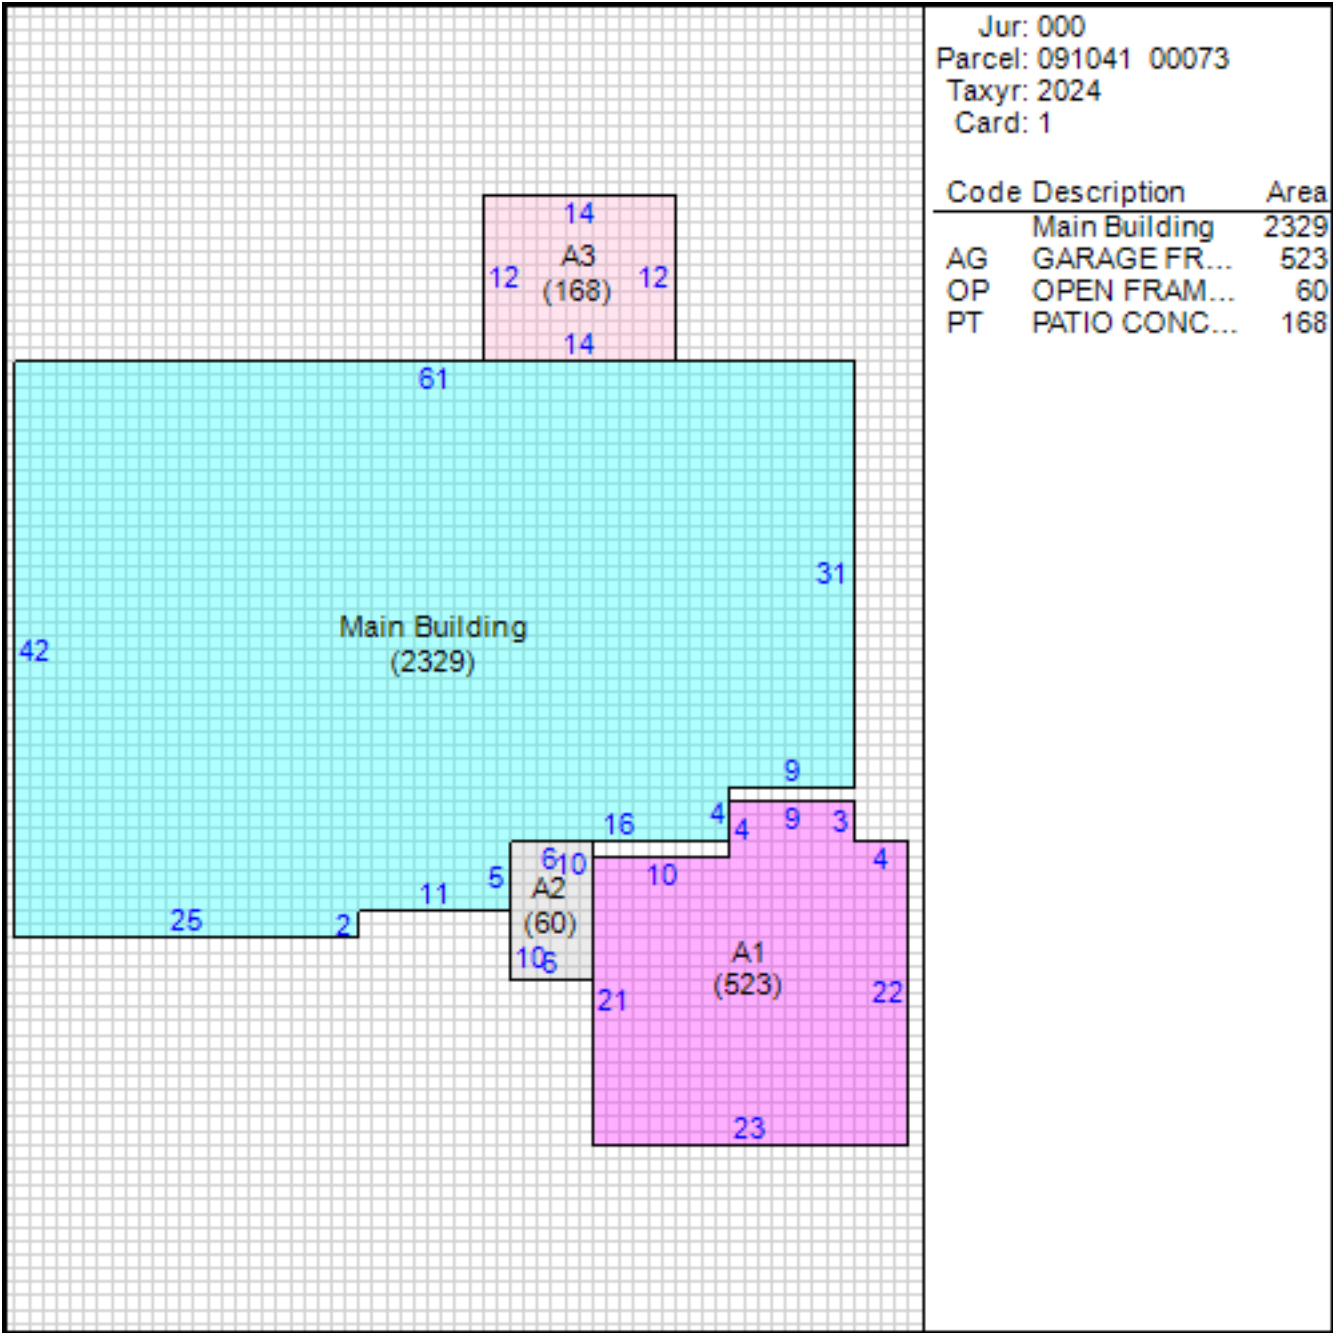 Jur: 000
Parcel: 091041 00073
Taxyr: 2024
Card: 1
Code Description Area
Main Building 2329
AG GARAGE FR... 523
OP OPEN FRAM... 60
PT PATIO CONC... 168
14
A3
12 12
(168)
14
61
31
Main Building
42
(2329)
9
4 9 3
16 4
6 10 4
5 A2 10
11
25 2 (60)
A1
10 6
(523)
21 22
23